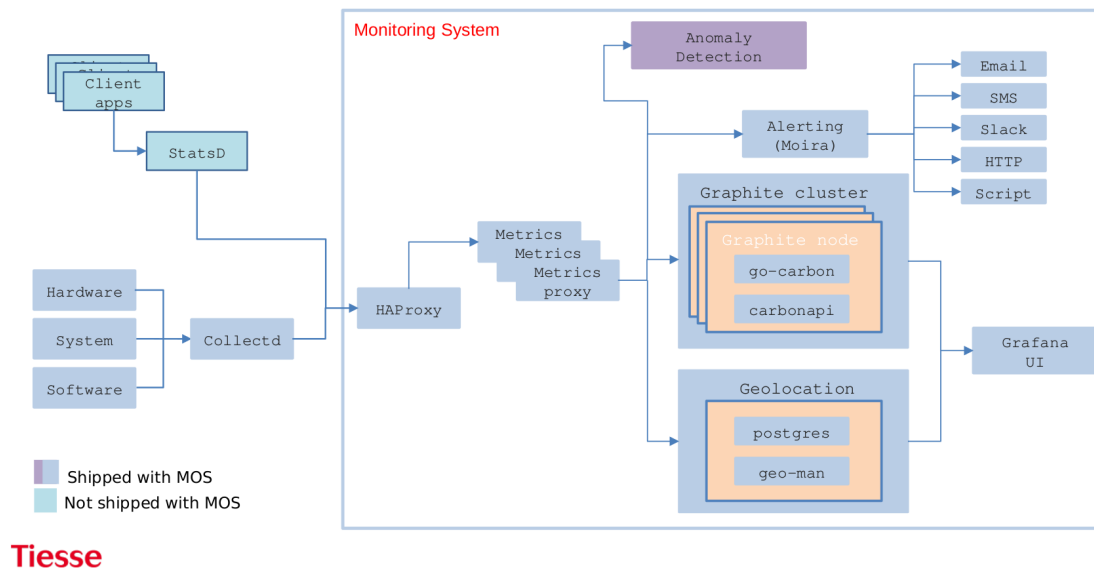 Monitoring System
Anomaly
Detection
Client
apps
StatsD
Alerting
(Moira)
Email
SMS
Slack
HTTP
Script
Graphite cluster
Graphite node
go-carbon
carbonapi
Metrics
Metrics
Metrics
proxy
HAProxy
Hardware
System
Software
Collectd
Grafana
UI
Geolocation
postgres
geo-man
Shipped with MOS
Not shipped with MOS
Tiesse